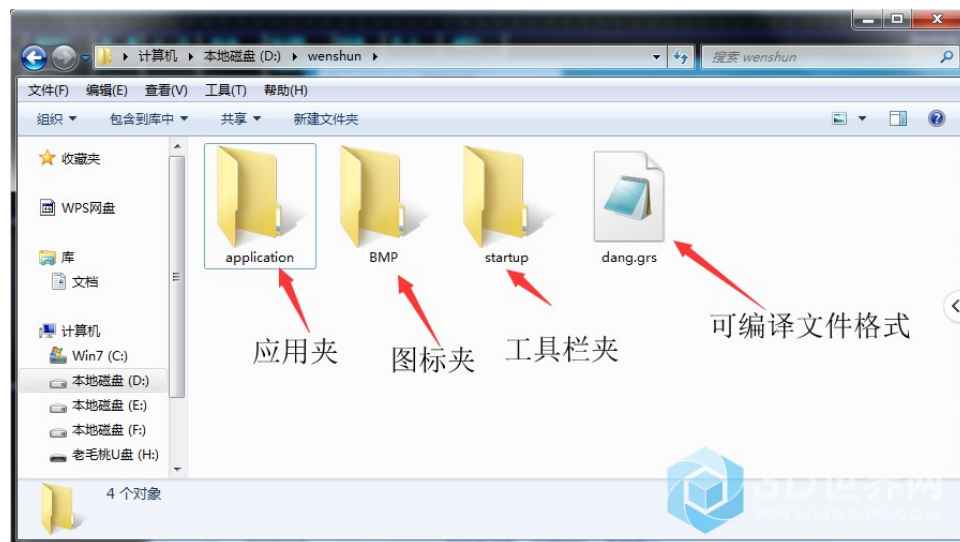 计算机 ▸ 本地磁盘 (D:) ▸ wenshun ▸
搜索 wenshun
文件(F) 编辑(E) 查看(V) 工具(T) 帮助(H)
组织 包含到库中 共享 新建文件夹
收藏夹
WPS网盘
库
文档
计算机
Win7 (C:)
本地磁盘 (D:)
本地磁盘 (E:)
本地磁盘 (F:)
老毛桃U盘 (H:)
application
BMP
startup
dang.grs
应用夹
图标夹
工具栏夹
可编译文件格式
4 个对象
3D世界网
WWW.3DSJW.COM